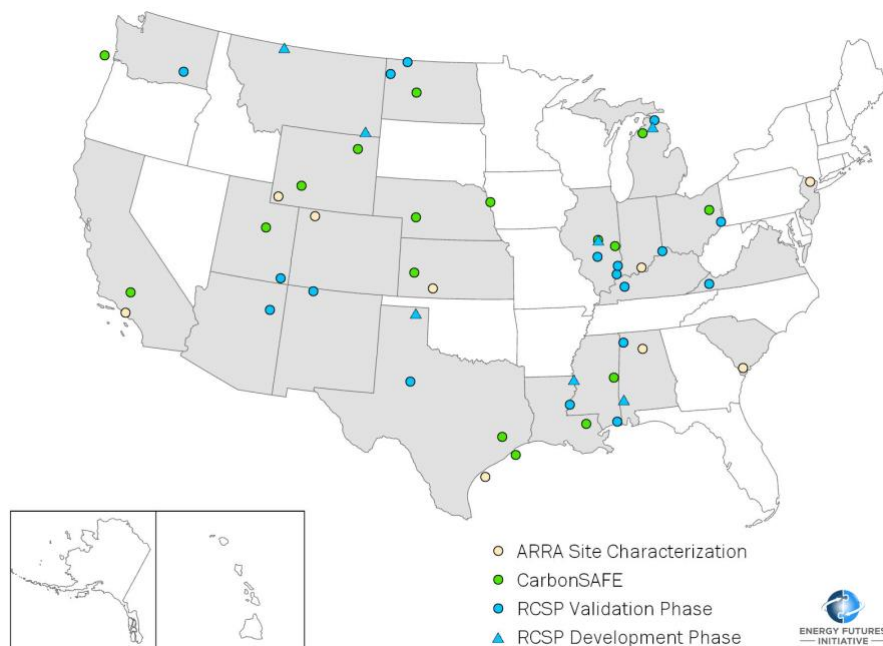 ARRA Site Characterization
CarbonSAFE
RCSP Validation Phase
RCSP Development Phase
ENERGY FUTURES
INITIATIVE